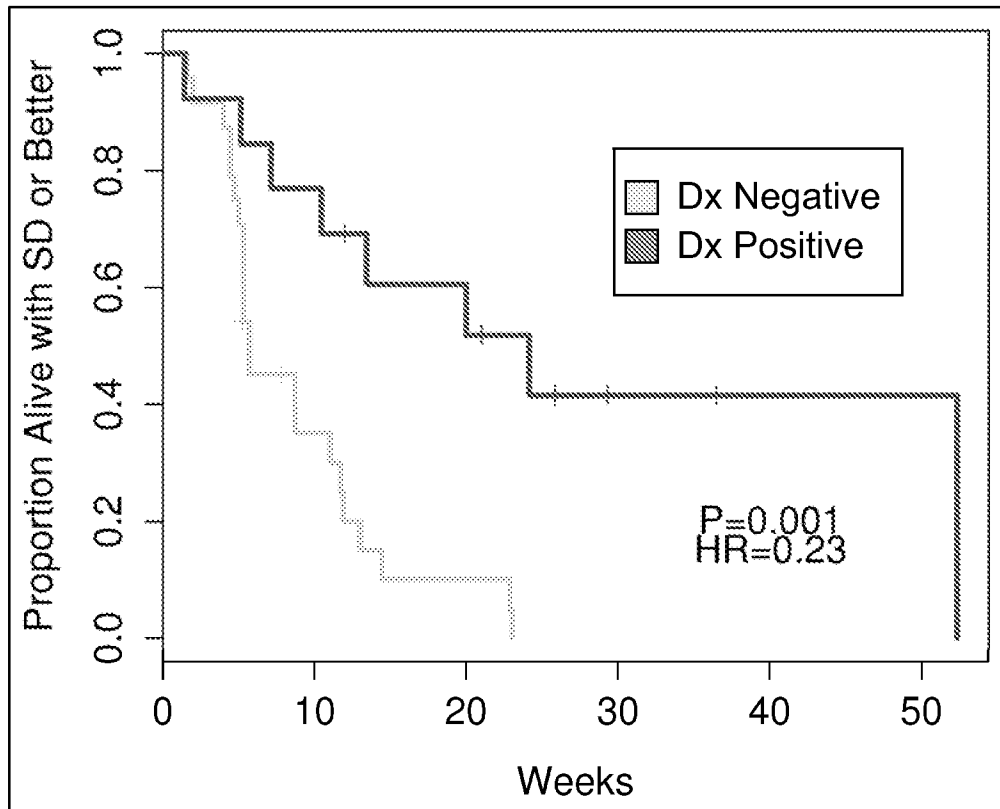 Proportion Alive with SD or Better
1.0
0.8
0.6
0.4
0.2
0.0
Dx Negative
Dx Positive
P=0.001
HR=0.23
0 10 20 30 40 50
Weeks